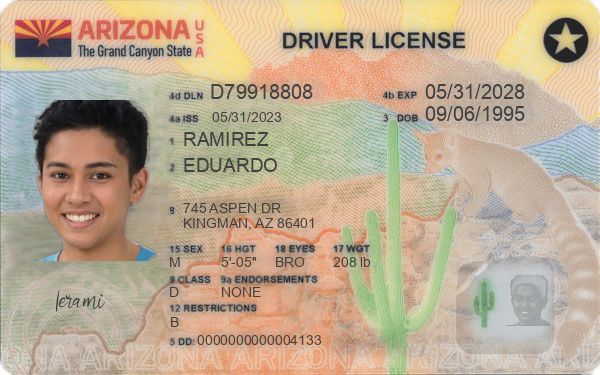 ARIZONA USA
The Grand Canyon State
DRIVER LICENSE
4d DLN D79918808 4b EXP 05/31/2028
4a ISS 05/31/2023 3 DOB 09/06/1995
1 RAMIREZ
2 EDUARDO
8 745 ASPEN DR
KINGMAN, AZ 86401
15 SEX 16 HGT 18 EYES 17 WGT
M 5'-05" BRO 208 lb
9 CLASS 9a ENDORSEMENTS
D NONE
12 RESTRICTIONS
B
lerami
5 DD: 0000000000004133
ARIZONA ARIZONA ARIZONA ARIZONA